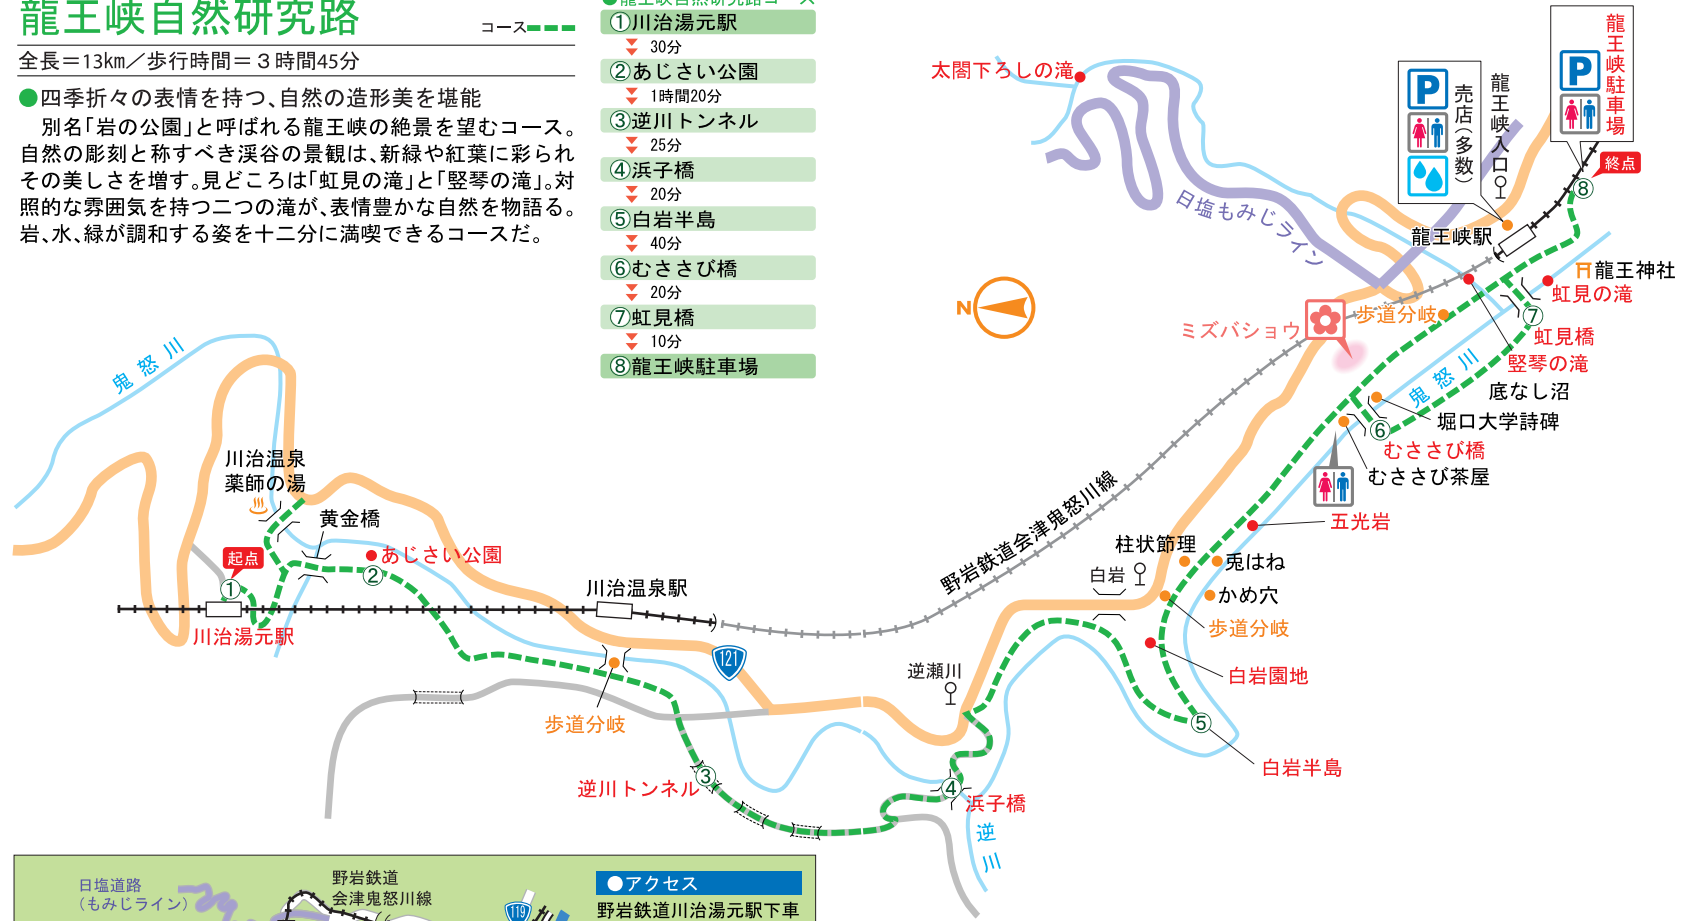 龍王峡自然研究路
コース
全長＝13km／歩行時間＝３時間45分
●四季折々の表情を持つ、自然の造形美を堪能
別名「岩の公園」と呼ばれる龍王峡の絶景を望むコース。
自然の彫刻と称すべき渓谷の景観は、新緑や紅葉に彩られ
その美しさを増す。見どころは「虹見の滝」と「竪琴の滝」。対
照的な雰囲気を持つ二つの滝が、表情豊かな自然を物語る。
岩、水、緑が調和する姿を十二分に満喫できるコースだ。
●龍王峡自然研究路コース
①川治湯元駅
30分
②あじさい公園
1時間20分
③逆川トンネル
25分
④浜子橋
20分
⑤白岩半島
40分
⑥むささび橋
20分
⑦虹見橋
10分
⑧龍王峡駐車場
太閤下ろしの滝
日塩もみじライン
P
売店(多数)
龍王峡入口
P
龍王峡駐車場
終点
⑧
龍王峡駅
龍王神社
虹見の滝
⑦
虹見橋
竪琴の滝
歩道分岐
ミズバショウ
N
鬼怒川
底なし沼
堀口大学詩碑
⑥
むささび橋
むささび茶屋
五光岩
柱状節理
兎はね
白岩
かめ穴
歩道分岐
白岩園地
⑤
白岩半島
野岩鉄道会津鬼怒川線
鬼怒川
川治温泉
薬師の湯
黄金橋
起点
①
川治湯元駅
あじさい公園
②
川治温泉駅
121
歩道分岐
逆瀬川
③
逆川トンネル
④
浜子橋
逆川
日塩道路
(もみじライン)
野岩鉄道
会津鬼怒川線
119
●アクセス
野岩鉄道川治湯元駅下車